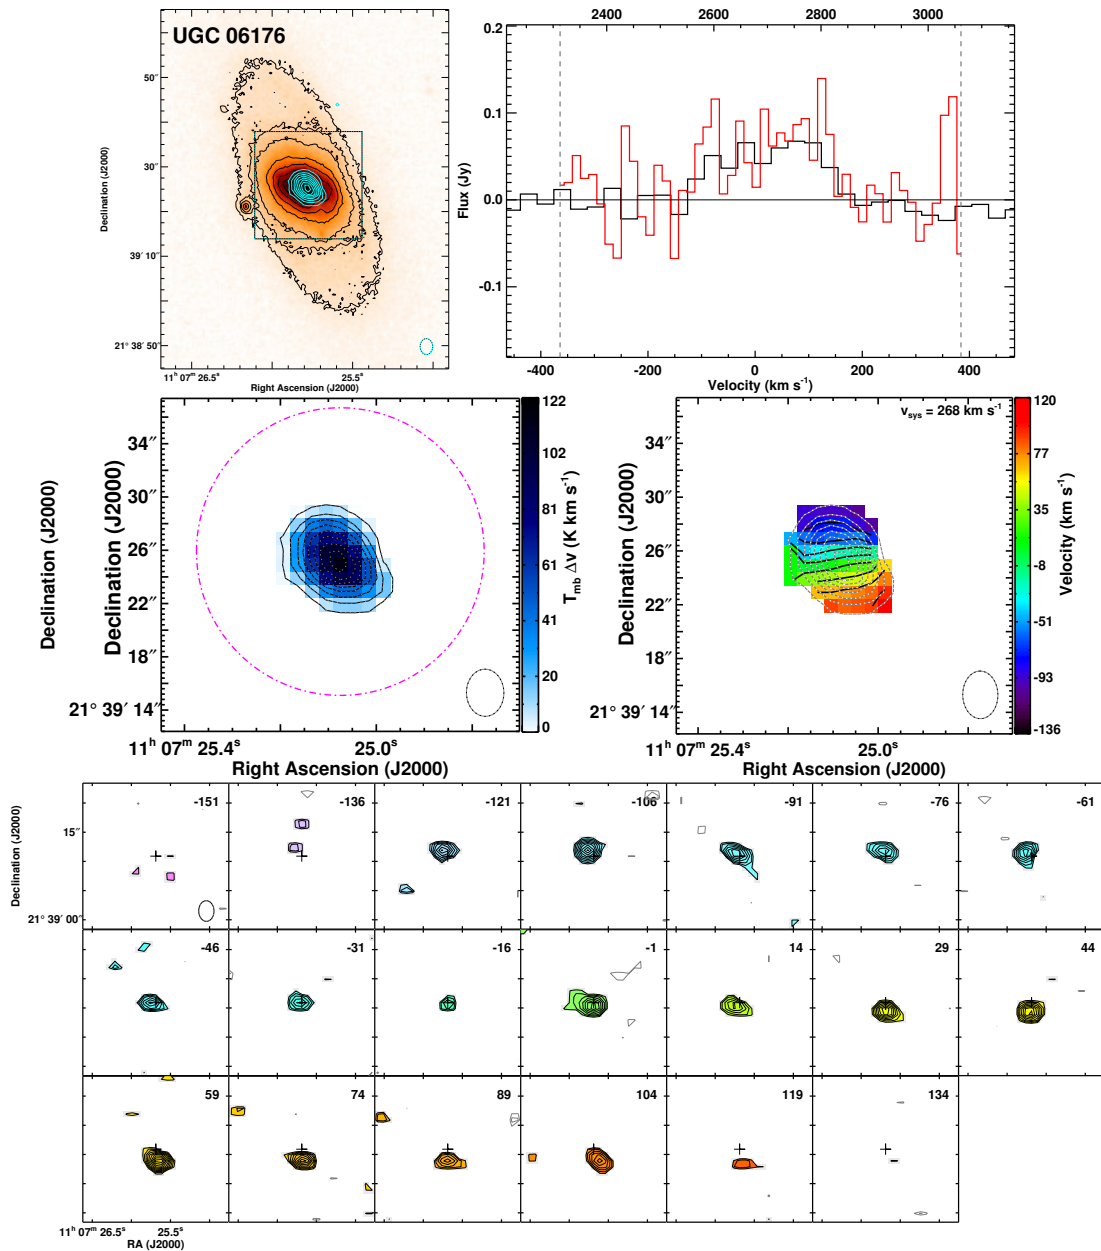 UGC 06176
50″
30″
39′ 10″
21° 38′ 50″
Declination (J2000)
11ʰ 07ᵐ 26.5ˢ 25.5ˢ
Right Ascension (J2000)
2400 2600 2800 3000
0.2
0.1
0.0
-0.1
Flux (Jy)
-400 -200 0 200 400
Velocity (km s⁻¹)
Declination (J2000)
Declination (J2000)
34″
30″
26″
22″
18″
21° 39′ 14″
11ʰ 07ᵐ 25.4ˢ 25.0ˢ
Right Ascension (J2000)
122
102
81
61
41
20
0
T_mb Δv (K km s⁻¹)
v_sys = 268 km s⁻¹
Declination (J2000)
34″
30″
26″
22″
18″
21° 39′ 14″
11ʰ 07ᵐ 25.4ˢ 25.0ˢ
Right Ascension (J2000)
120
77
35
-8
-51
-93
-136
Velocity (km s⁻¹)
Declination (J2000)
15″
21° 39′ 00″
-151 -136 -121 -106 -91 -76 -61
-46 -31 -16 -1 14 29 44
59 74 89 104 119 134
11ʰ 07ᵐ 26.5ˢ 25.5ˢ
RA (J2000)